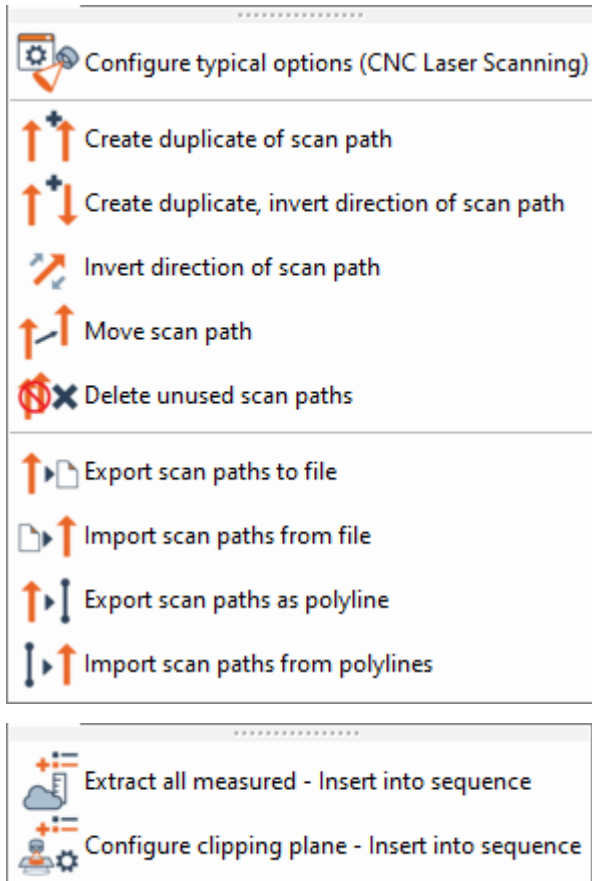 Configure typical options (CNC Laser Scanning)
Create duplicate of scan path
Create duplicate, invert direction of scan path
Invert direction of scan path
Move scan path
Delete unused scan paths
Export scan paths to file
Import scan paths from file
Export scan paths as polyline
Import scan paths from polylines
Extract all measured - Insert into sequence
Configure clipping plane - Insert into sequence